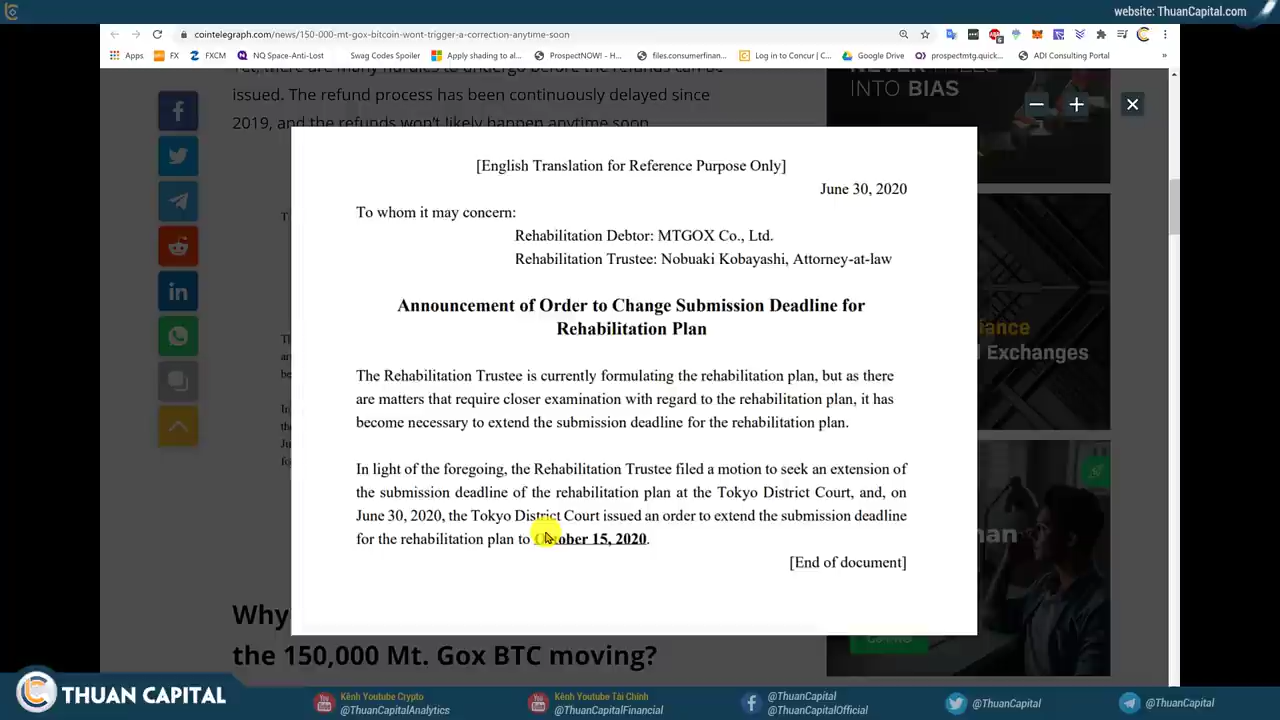 website: ThuanCapital.com
cointelegraph.com/news/150-000-mt-gox-bitcoin-wont-trigger-a-correction-anytime-soon
Apps FX FXCM NQ Space-Anti-Lost Swag Codes Spoiler Apply shading to al... ProspectNOW! - H... files.consumerfinan... Log in to Concur | C... Google Drive prospectmtg.quick... ADI Consulting Portal »
issued. The refund process has been continuously delayed since
2019, and the refunds won't likely happen anytime soon
INTO BIAS
[English Translation for Reference Purpose Only]
June 30, 2020
To whom it may concern:
Rehabilitation Debtor: MTGOX Co., Ltd.
Rehabilitation Trustee: Nobuaki Kobayashi, Attorney-at-law
Announcement of Order to Change Submission Deadline for
Rehabilitation Plan
The Rehabilitation Trustee is currently formulating the rehabilitation plan, but as there
are matters that require closer examination with regard to the rehabilitation plan, it has
become necessary to extend the submission deadline for the rehabilitation plan.
In light of the foregoing, the Rehabilitation Trustee filed a motion to seek an extension of
the submission deadline of the rehabilitation plan at the Tokyo District Court, and, on
June 30, 2020, the Tokyo District Court issued an order to extend the submission deadline
for the rehabilitation plan to October 15, 2020.
[End of document]
Exchanges
Why
the 150,000 Mt. Gox BTC moving?
THUAN CAPITAL
Kênh Youtube Crypto
@ThuanCapitalAnalytics
Kênh Youtube Tài Chính
@ThuanCapitalFinancial
@ThuanCapital
@ThuanCapitalOfficial
@ThuanCapital
@ThuanCapital